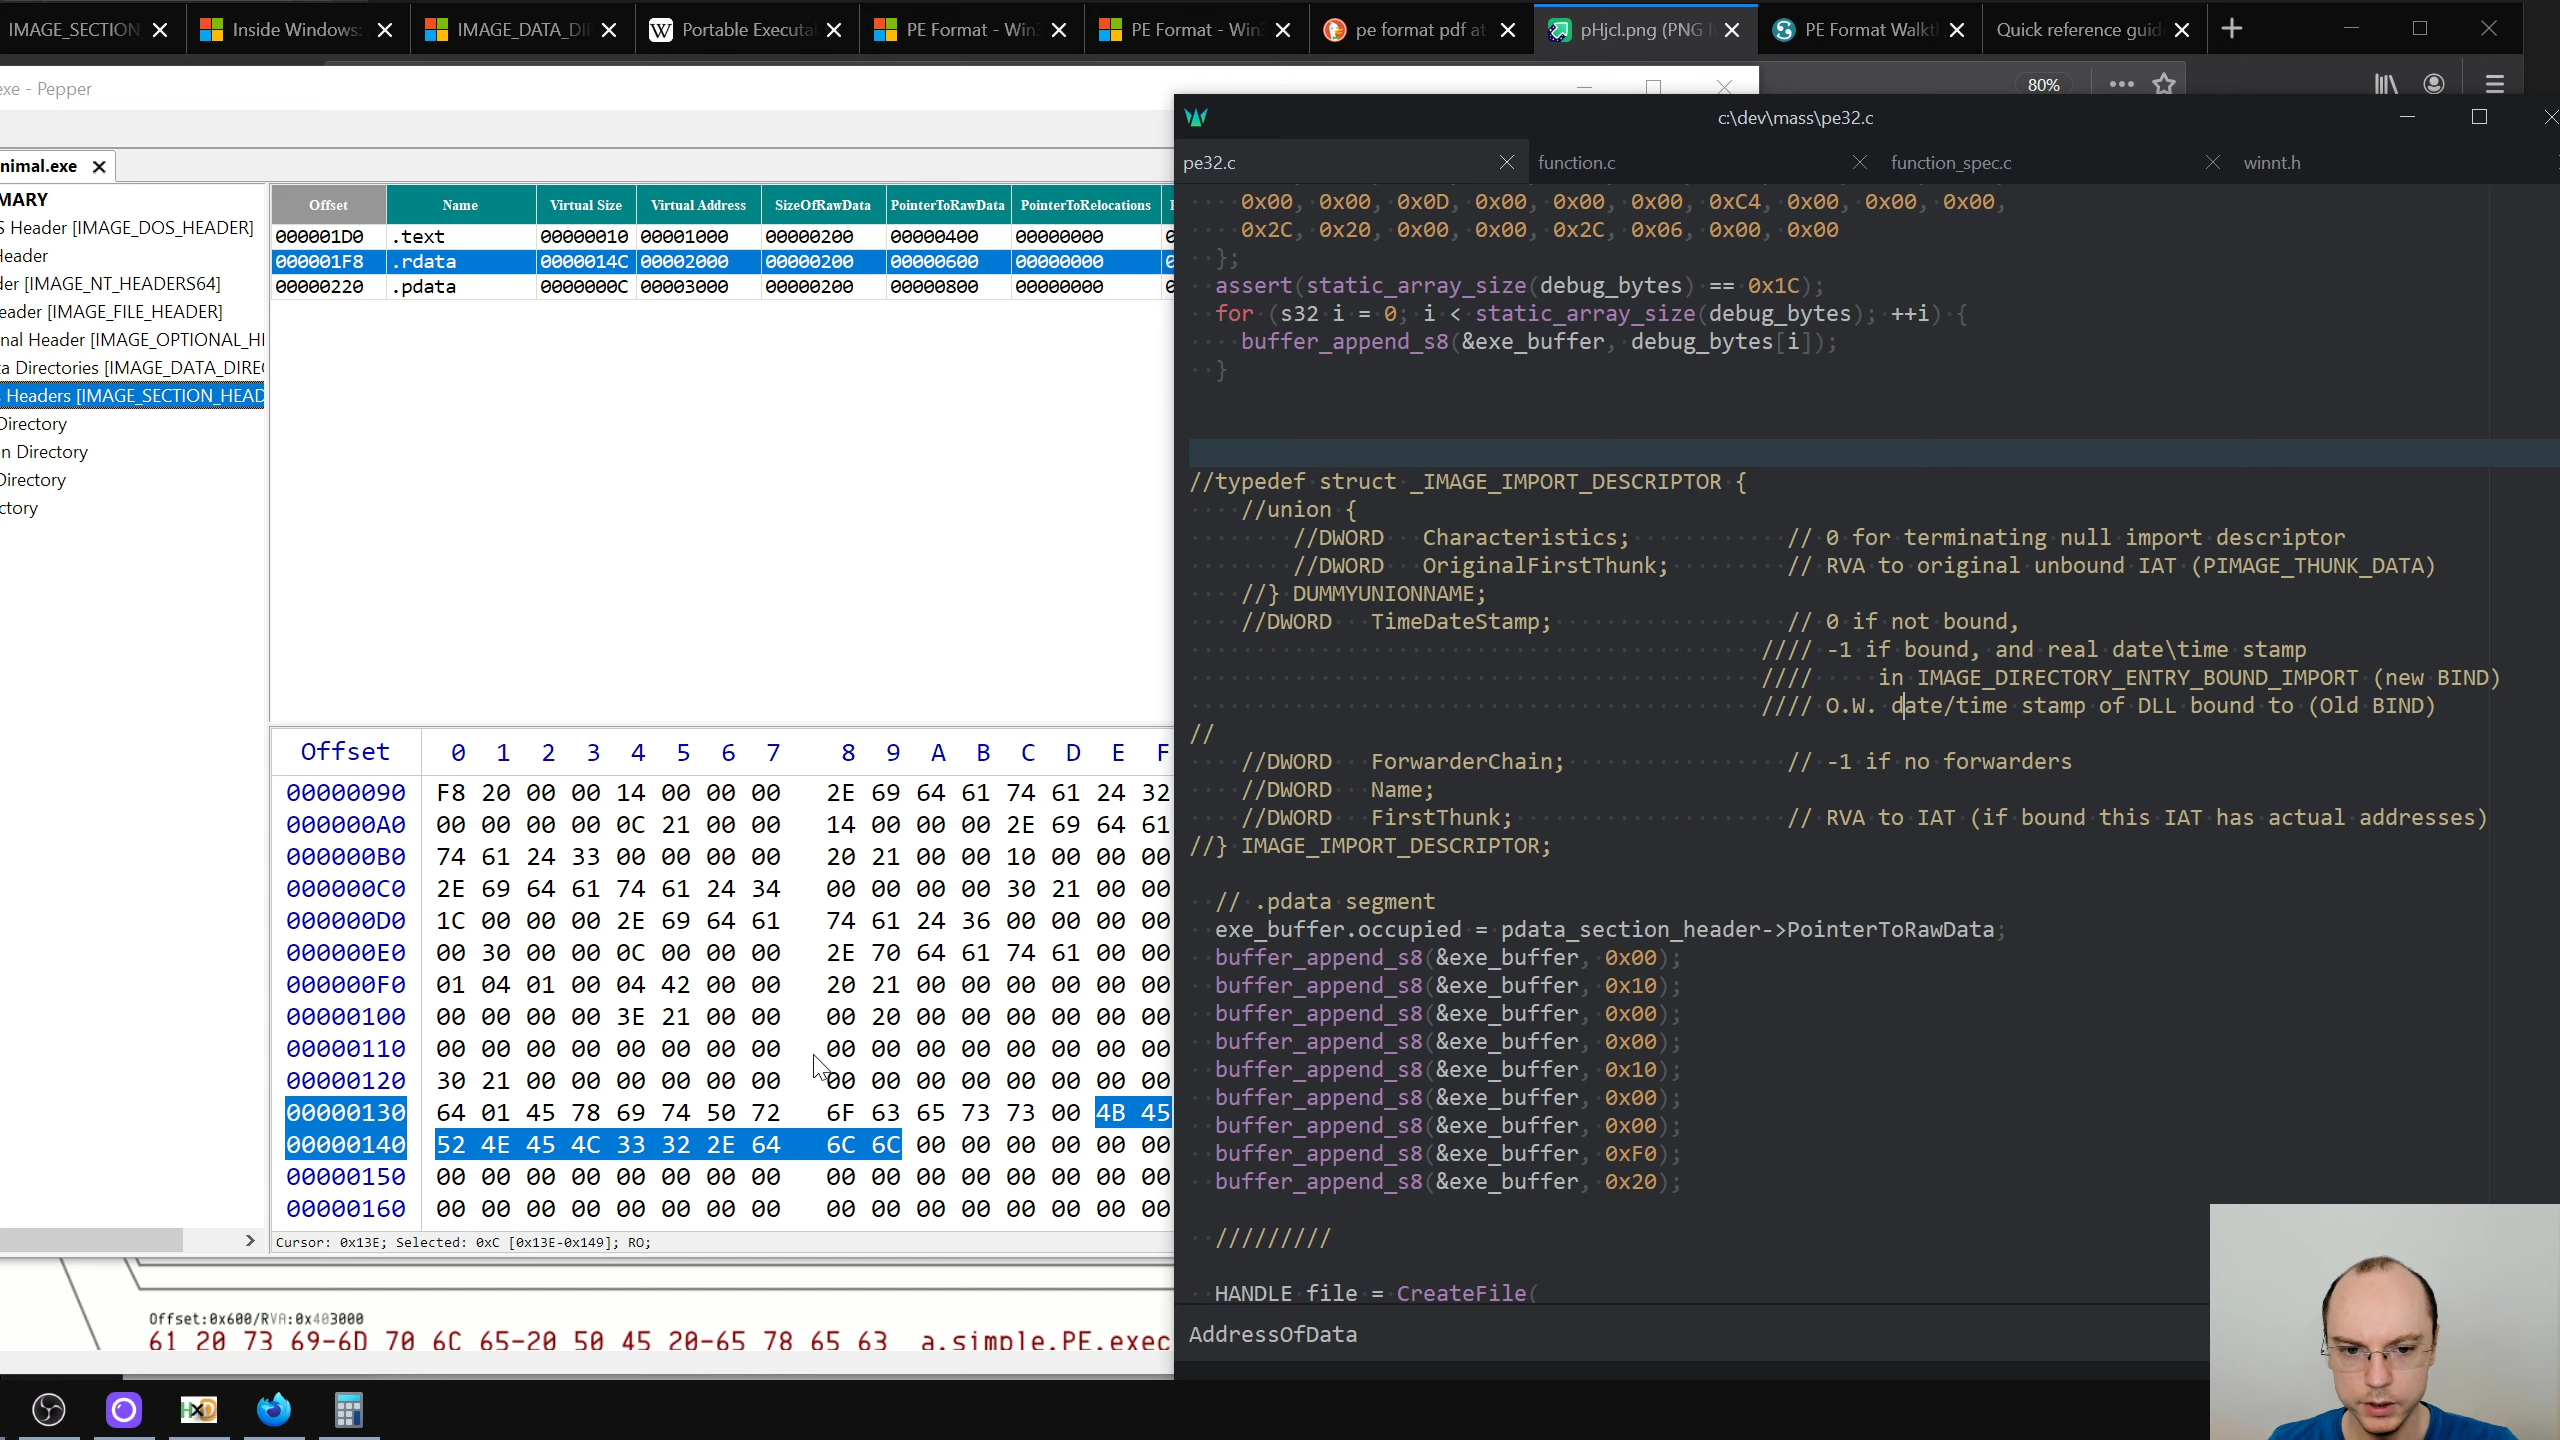 IMAGE_SECTION
Inside Windows:
IMAGE_DATA_DIR
Portable Executab
PE Format - Win3
PE Format - Win3
pe format pdf at
pHjcl.png (PNG I
PE Format Walkt
Quick reference guid
exe - Pepper
80%
c:\dev\mass\pe32.c
nimal.exe
pe32.c
function.c
function_spec.c
winnt.h
MARY
S Header [IMAGE_DOS_HEADER]
Header
der [IMAGE_NT_HEADERS64]
eader [IMAGE_FILE_HEADER]
nal Header [IMAGE_OPTIONAL_H
ta Directories [IMAGE_DATA_DIRE
s Headers [IMAGE_SECTION_HEAD
Directory
n Directory
Directory
ctory
Offset Name Virtual Size Virtual Address SizeOfRawData PointerToRawData PointerToRelocations
000001D0 .text 00000010 00001000 00000200 00000400 00000000
000001F8 .rdata 0000014C 00002000 00000200 00000600 00000000
00000220 .pdata 0000000C 00003000 00000200 00000800 00000000
Offset 0 1 2 3 4 5 6 7 8 9 A B C D E F
00000090 F8 20 00 00 14 00 00 00 2E 69 64 61 74 61 24 32
000000A0 00 00 00 00 0C 21 00 00 14 00 00 00 2E 69 64 61
000000B0 74 61 24 33 00 00 00 00 20 21 00 00 10 00 00 00
000000C0 2E 69 64 61 74 61 24 34 00 00 00 00 30 21 00 00
000000D0 1C 00 00 00 2E 69 64 61 74 61 24 36 00 00 00 00
000000E0 00 30 00 00 0C 00 00 00 2E 70 64 61 74 61 00 00
000000F0 01 04 01 00 04 42 00 00 20 21 00 00 00 00 00 00
00000100 00 00 00 00 3E 21 00 00 00 20 00 00 00 00 00 00
00000110 00 00 00 00 00 00 00 00 00 00 00 00 00 00 00 00
00000120 30 21 00 00 00 00 00 00 00 00 00 00 00 00 00 00
00000130 64 01 45 78 69 74 50 72 6F 63 65 73 73 00 4B 45
00000140 52 4E 45 4C 33 32 2E 64 6C 6C 00 00 00 00 00 00
00000150 00 00 00 00 00 00 00 00 00 00 00 00 00 00 00 00
00000160 00 00 00 00 00 00 00 00 00 00 00 00 00 00 00 00
Cursor: 0x13E; Selected: 0xC [0x13E-0x149]; RO;
Offset:0x600/RVA:0x403000
61 20 73 69-6D 70 6C 65-20 50 45 20-65 78 65 63 a.simple.PE.exec
0x00, 0x00, 0x0D, 0x00, 0x00, 0x00, 0xC4, 0x00, 0x00, 0x00,
0x2C, 0x20, 0x00, 0x00, 0x2C, 0x06, 0x00, 0x00
};
assert(static_array_size(debug_bytes) == 0x1C);
for (s32 i = 0; i < static_array_size(debug_bytes); ++i) {
buffer_append_s8(&exe_buffer, debug_bytes[i]);
}
//typedef struct _IMAGE_IMPORT_DESCRIPTOR {
//union {
//DWORD Characteristics; // 0 for terminating null import descriptor
//DWORD OriginalFirstThunk; // RVA to original unbound IAT (PIMAGE_THUNK_DATA)
//} DUMMYUNIONNAME;
//DWORD TimeDateStamp; // 0 if not bound,
//// -1 if bound, and real date\time stamp
//// in IMAGE_DIRECTORY_ENTRY_BOUND_IMPORT (new BIND)
//// O.W. date/time stamp of DLL bound to (Old BIND)
//
//DWORD ForwarderChain; // -1 if no forwarders
//DWORD Name;
//DWORD FirstThunk; // RVA to IAT (if bound this IAT has actual addresses)
//} IMAGE_IMPORT_DESCRIPTOR;
// .pdata segment
exe_buffer.occupied = pdata_section_header->PointerToRawData;
buffer_append_s8(&exe_buffer, 0x00);
buffer_append_s8(&exe_buffer, 0x10);
buffer_append_s8(&exe_buffer, 0x00);
buffer_append_s8(&exe_buffer, 0x00);
buffer_append_s8(&exe_buffer, 0x10);
buffer_append_s8(&exe_buffer, 0x00);
buffer_append_s8(&exe_buffer, 0x00);
buffer_append_s8(&exe_buffer, 0xF0);
buffer_append_s8(&exe_buffer, 0x20);
/////////
HANDLE file = CreateFile(
AddressOfData
HxD